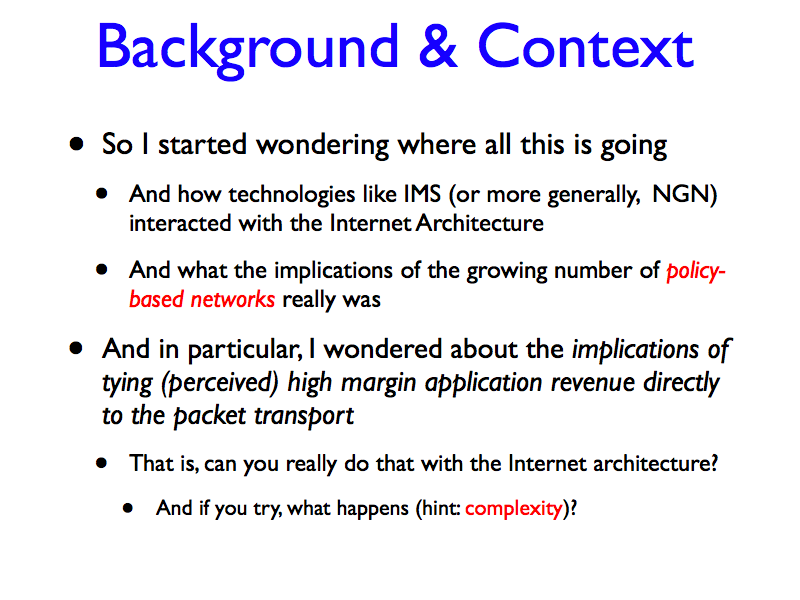 Background & Context
• So I started wondering where all this is going
• And how technologies like IMS (or more generally, NGN)
interacted with the Internet Architecture
• And what the implications of the growing number of policy-
based networks really was
• And in particular, I wondered about the implications of
tying (perceived) high margin application revenue directly
to the packet transport
• That is, can you really do that with the Internet architecture?
• And if you try, what happens (hint: complexity)?